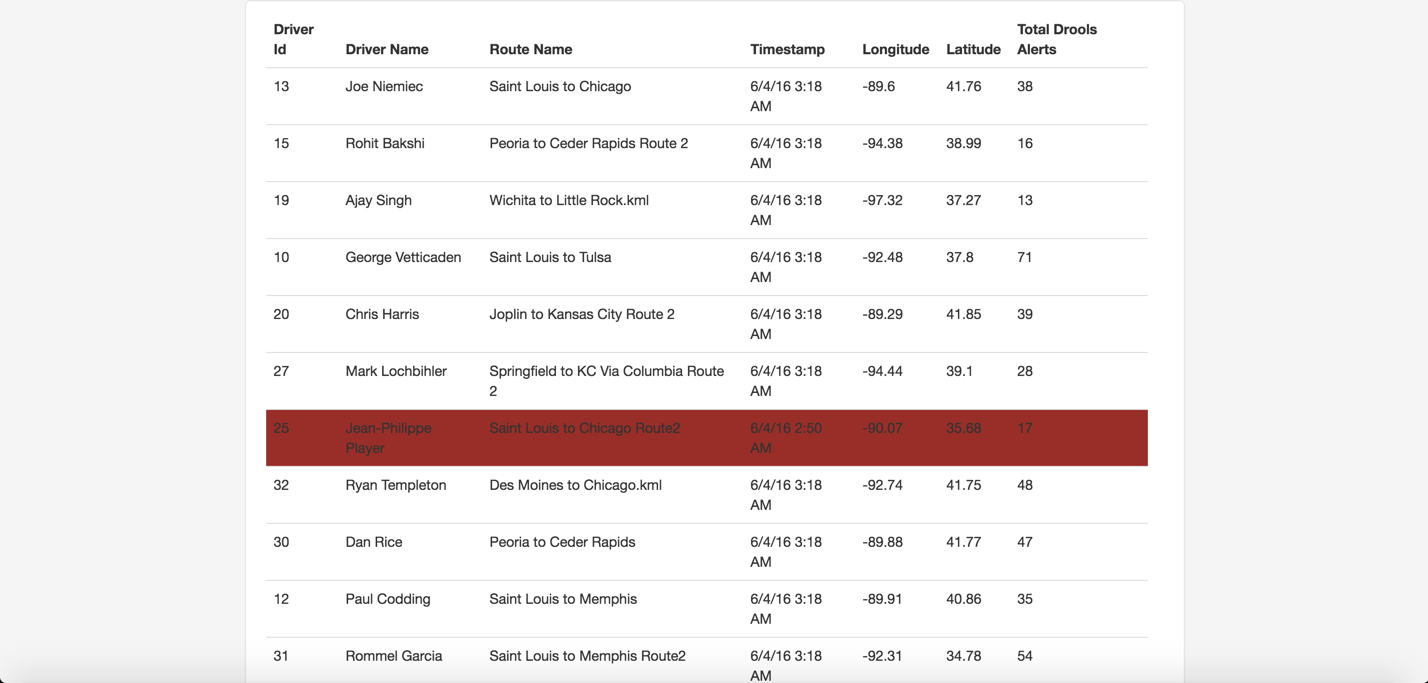 Driver Id Driver Name Route Name Timestamp Longitude Latitude Total Drools Alerts
13 Joe Niemiec Saint Louis to Chicago 6/4/16 3:18 AM -89.6 41.76 38
15 Rohit Bakshi Peoria to Ceder Rapids Route 2 6/4/16 3:18 AM -94.38 38.99 16
19 Ajay Singh Wichita to Little Rock.kml 6/4/16 3:18 AM -97.32 37.27 13
10 George Vetticaden Saint Louis to Tulsa 6/4/16 3:18 AM -92.48 37.8 71
20 Chris Harris Joplin to Kansas City Route 2 6/4/16 3:18 AM -89.29 41.85 39
27 Mark Lochbihler Springfield to KC Via Columbia Route 2 6/4/16 3:18 AM -94.44 39.1 28
25 Jean-Philippe Player Saint Louis to Chicago Route2 6/4/16 2:50 AM -90.07 35.68 17
32 Ryan Templeton Des Moines to Chicago.kml 6/4/16 3:18 AM -92.74 41.75 48
30 Dan Rice Peoria to Ceder Rapids 6/4/16 3:18 AM -89.88 41.77 47
12 Paul Codding Saint Louis to Memphis 6/4/16 3:18 AM -89.91 40.86 35
31 Rommel Garcia Saint Louis to Memphis Route2 6/4/16 3:18 AM -92.31 34.78 54